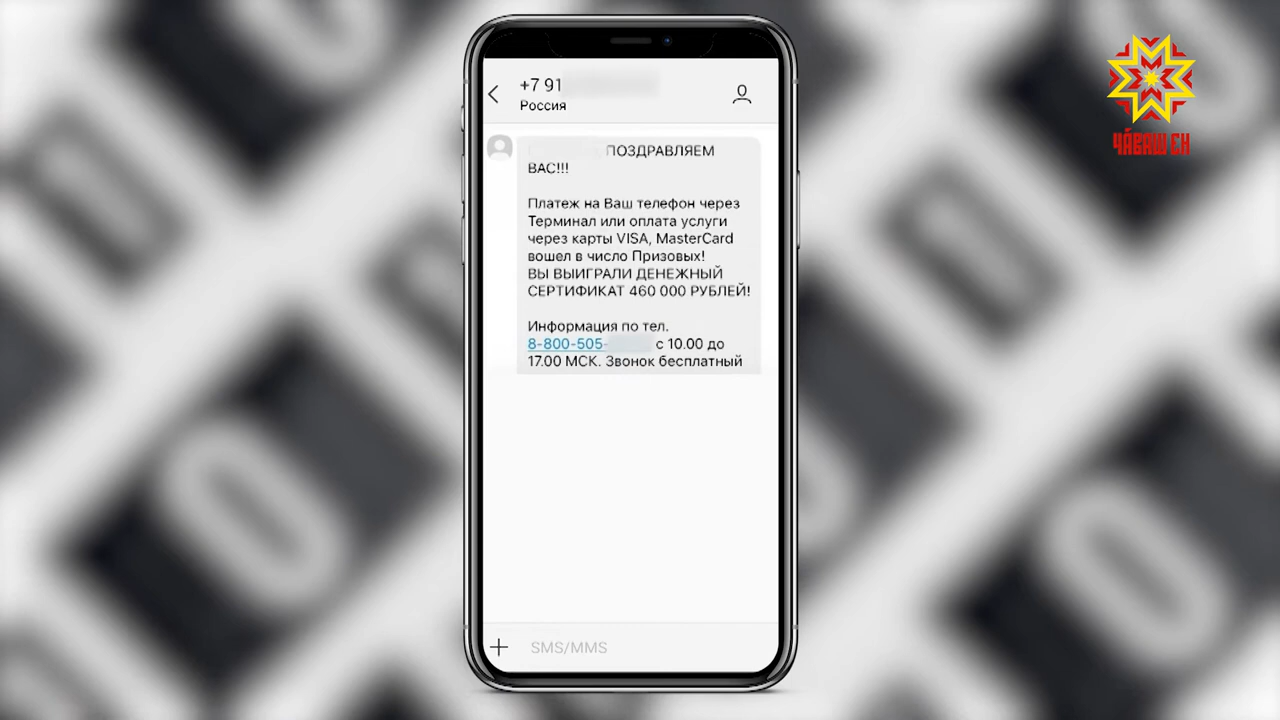 +7 91
Россия
ПОЗДРАВЛЯЕМ
ВАС!!!
Платеж на Ваш телефон через
Терминал или оплата услуги
через карты VISA, MasterCard
вошел в число Призовых!
ВЫ ВЫИГРАЛИ ДЕНЕЖНЫЙ
СЕРТИФИКАТ 460 000 РУБЛЕЙ!
Информация по тел.
8-800-505- с 10.00 до
17.00 МСК. Звонок бесплатный
SMS/MMS
ЧĂВАШ ЕН